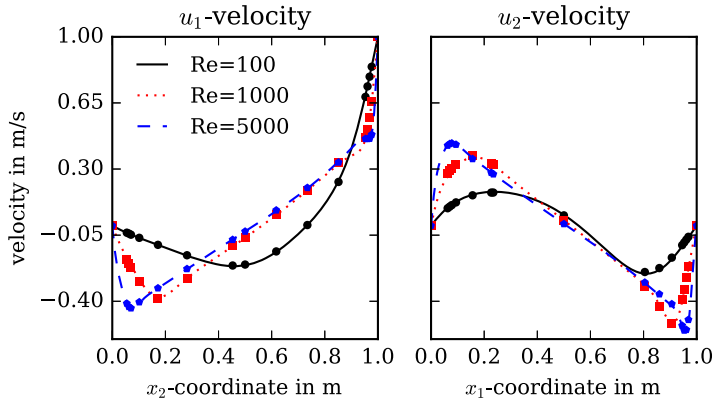 u₁-velocity
u₂-velocity
velocity in m/s
1.00
0.65
0.30
−0.05
−0.40
Re=100
Re=1000
Re=5000
0.0 0.2 0.4 0.6 0.8 1.0
0.0 0.2 0.4 0.6 0.8 1.0
x₂-coordinate in m
x₁-coordinate in m